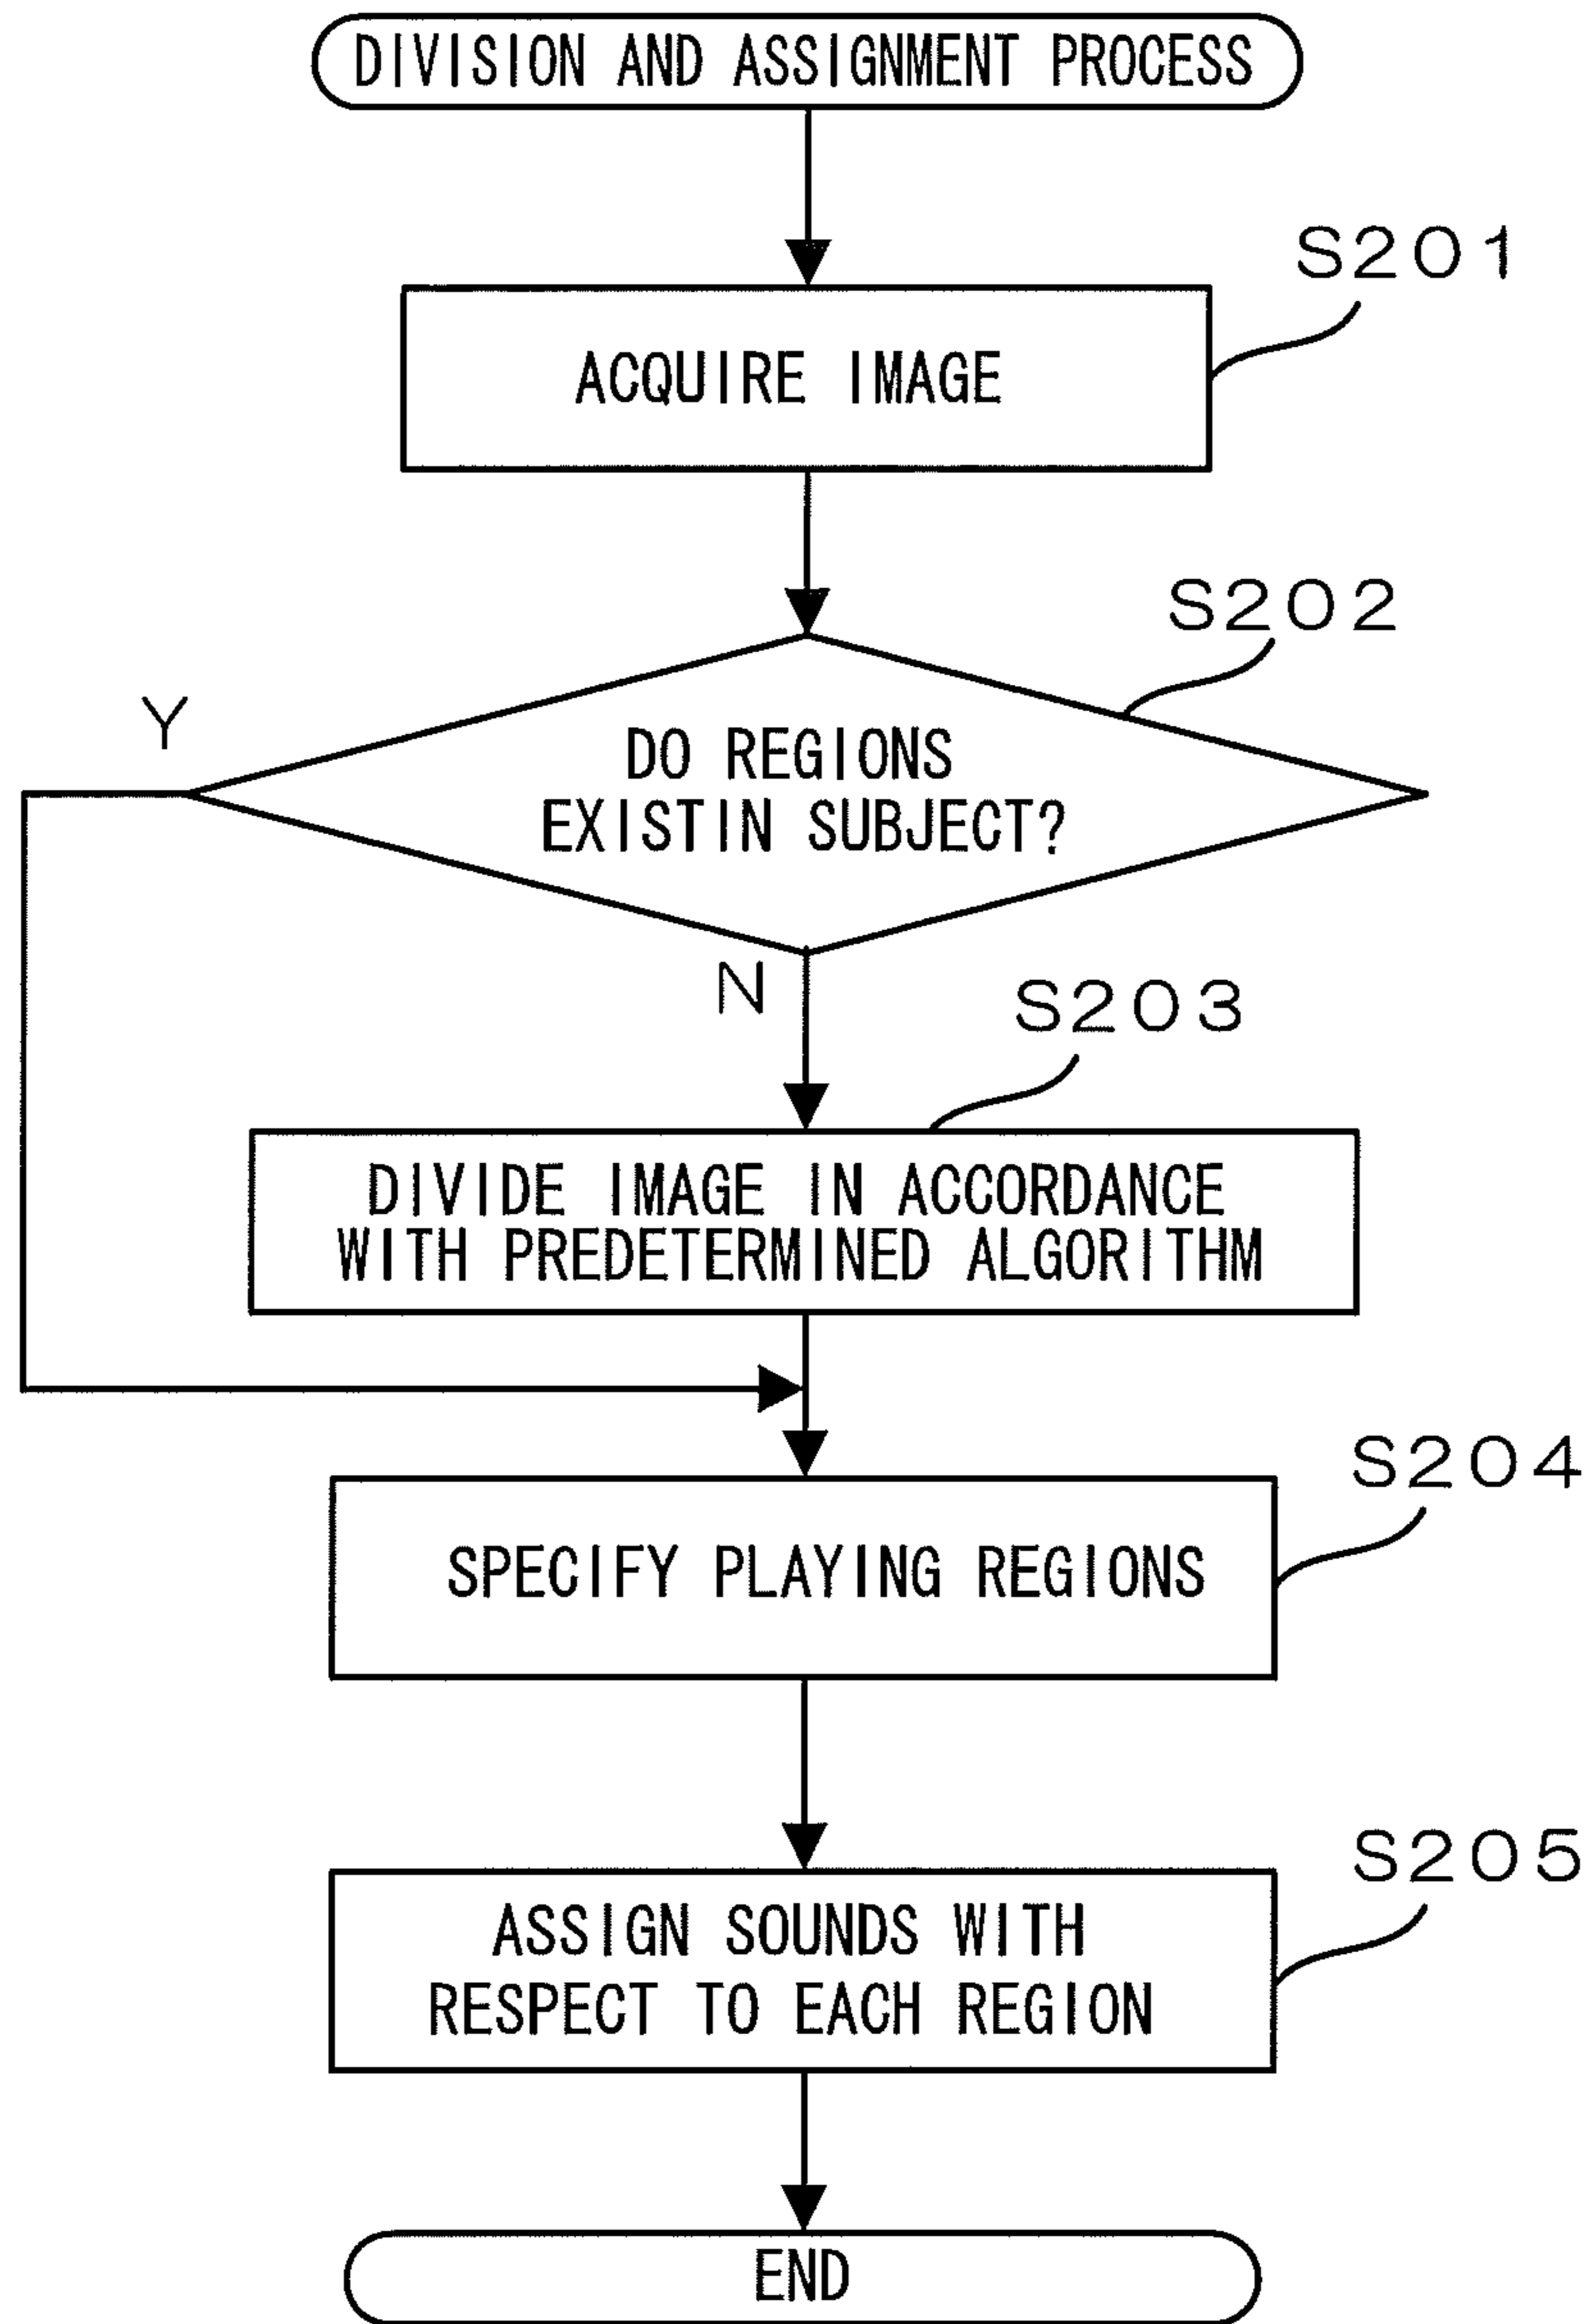 DIVISION AND ASSIGNMENT PROCESS
S201
ACQUIRE IMAGE
S202
Y
DO REGIONS
EXISTIN SUBJECT?
N
S203
DIVIDE IMAGE IN ACCORDANCE
WITH PREDETERMINED ALGORITHM
S204
SPECIFY PLAYING REGIONS
S205
ASSIGN SOUNDS WITH
RESPECT TO EACH REGION
END